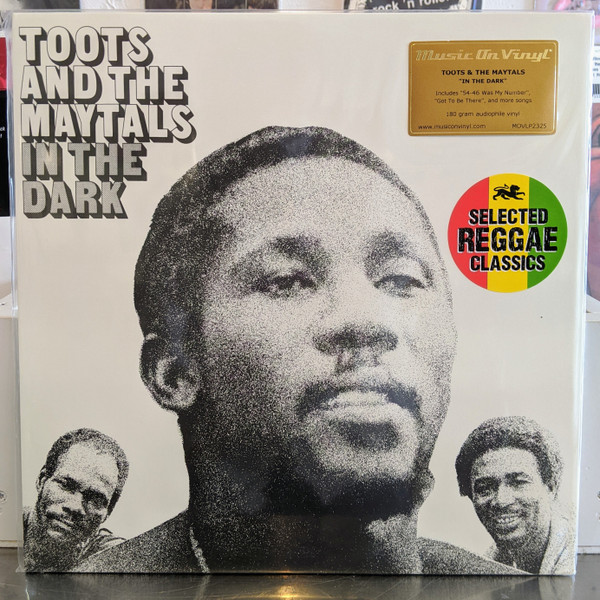 rock 'n' roller
TOOTS
AND THE
MAYTALS
IN THE
DARK
Music On Vinyl
TOOTS & THE MAYTALS
"IN THE DARK"
Includes "54-46 Was My Number",
"Got To Be There", and more songs
180 gram audiophile vinyl
www.musiconvinyl.com MOVLP2325
SELECTED
REGGAE
CLASSICS